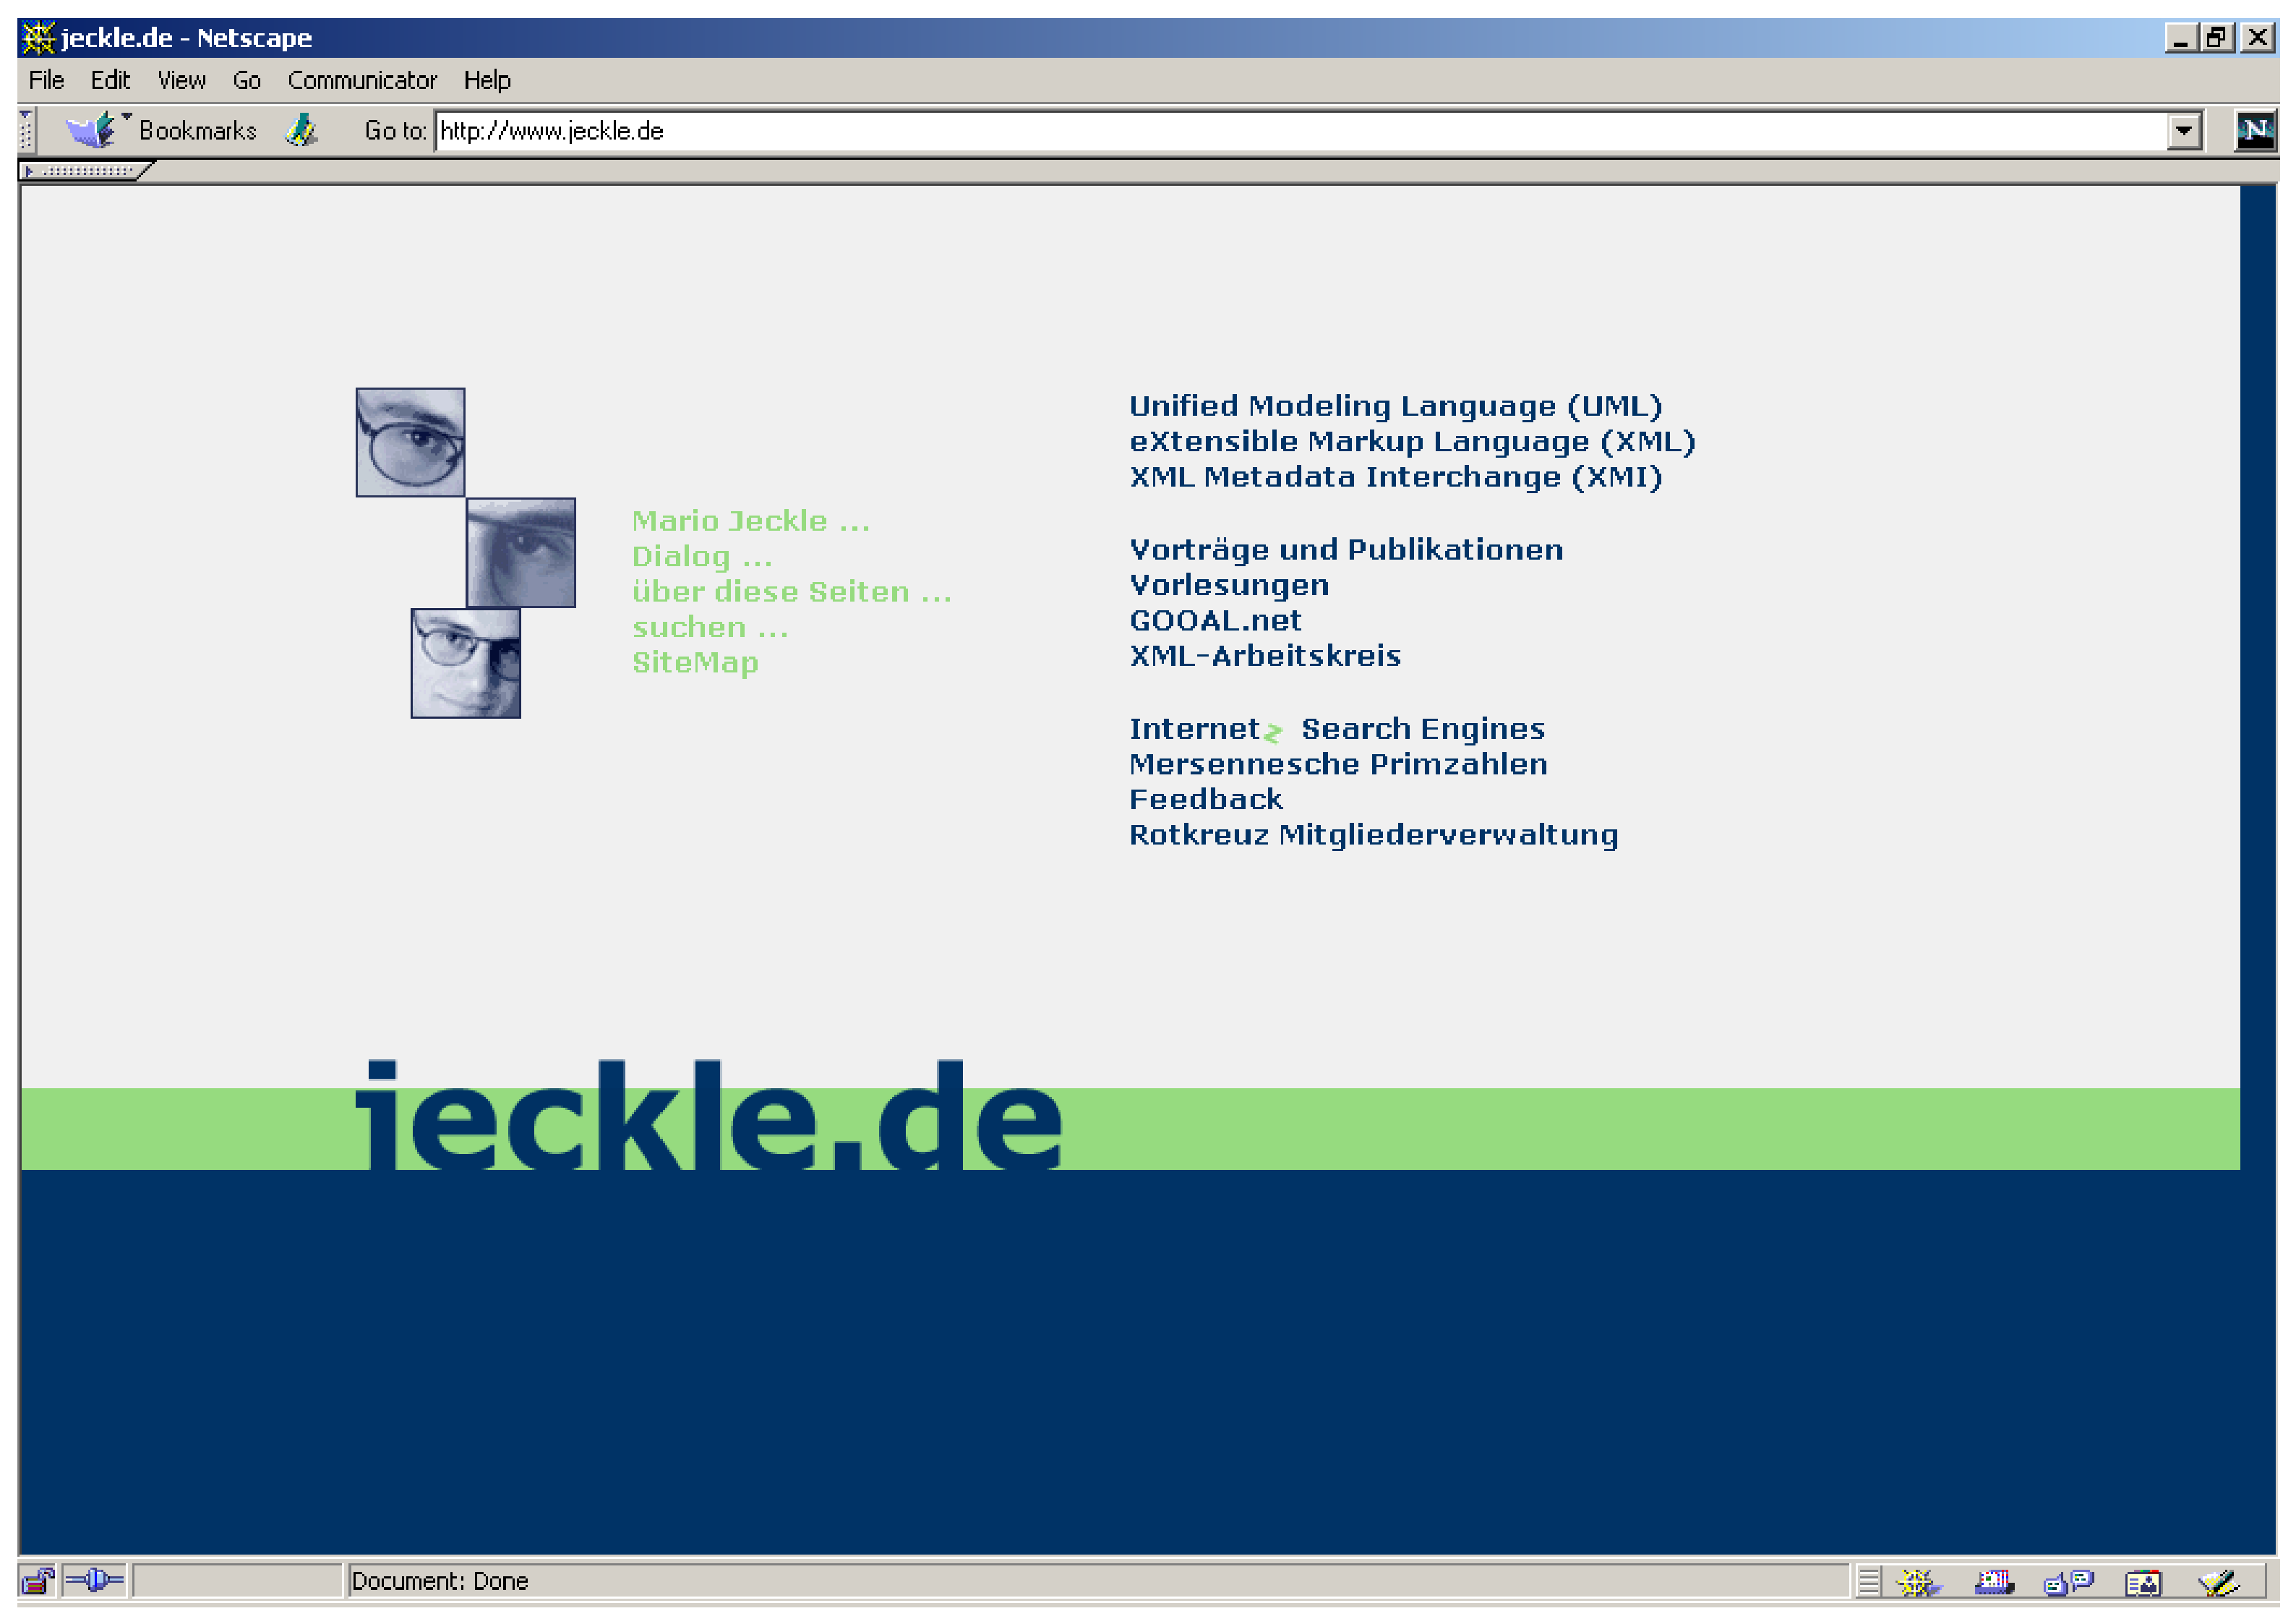 jeckle.de - Netscape
File Edit View Go Communicator Help
Bookmarks Go to: http://www.jeckle.de
N
Unified Modeling Language (UML)
eXtensible Markup Language (XML)
XML Metadata Interchange (XMI)
Mario Jeckle ...
Dialog ...
über diese Seiten ...
suchen ...
SiteMap
Vorträge und Publikationen
Vorlesungen
GOOAL.net
XML-Arbeitskreis
Internetz Search Engines
Mersennesche Primzahlen
Feedback
Rotkreuz Mitgliederverwaltung
jeckle.de
Document: Done